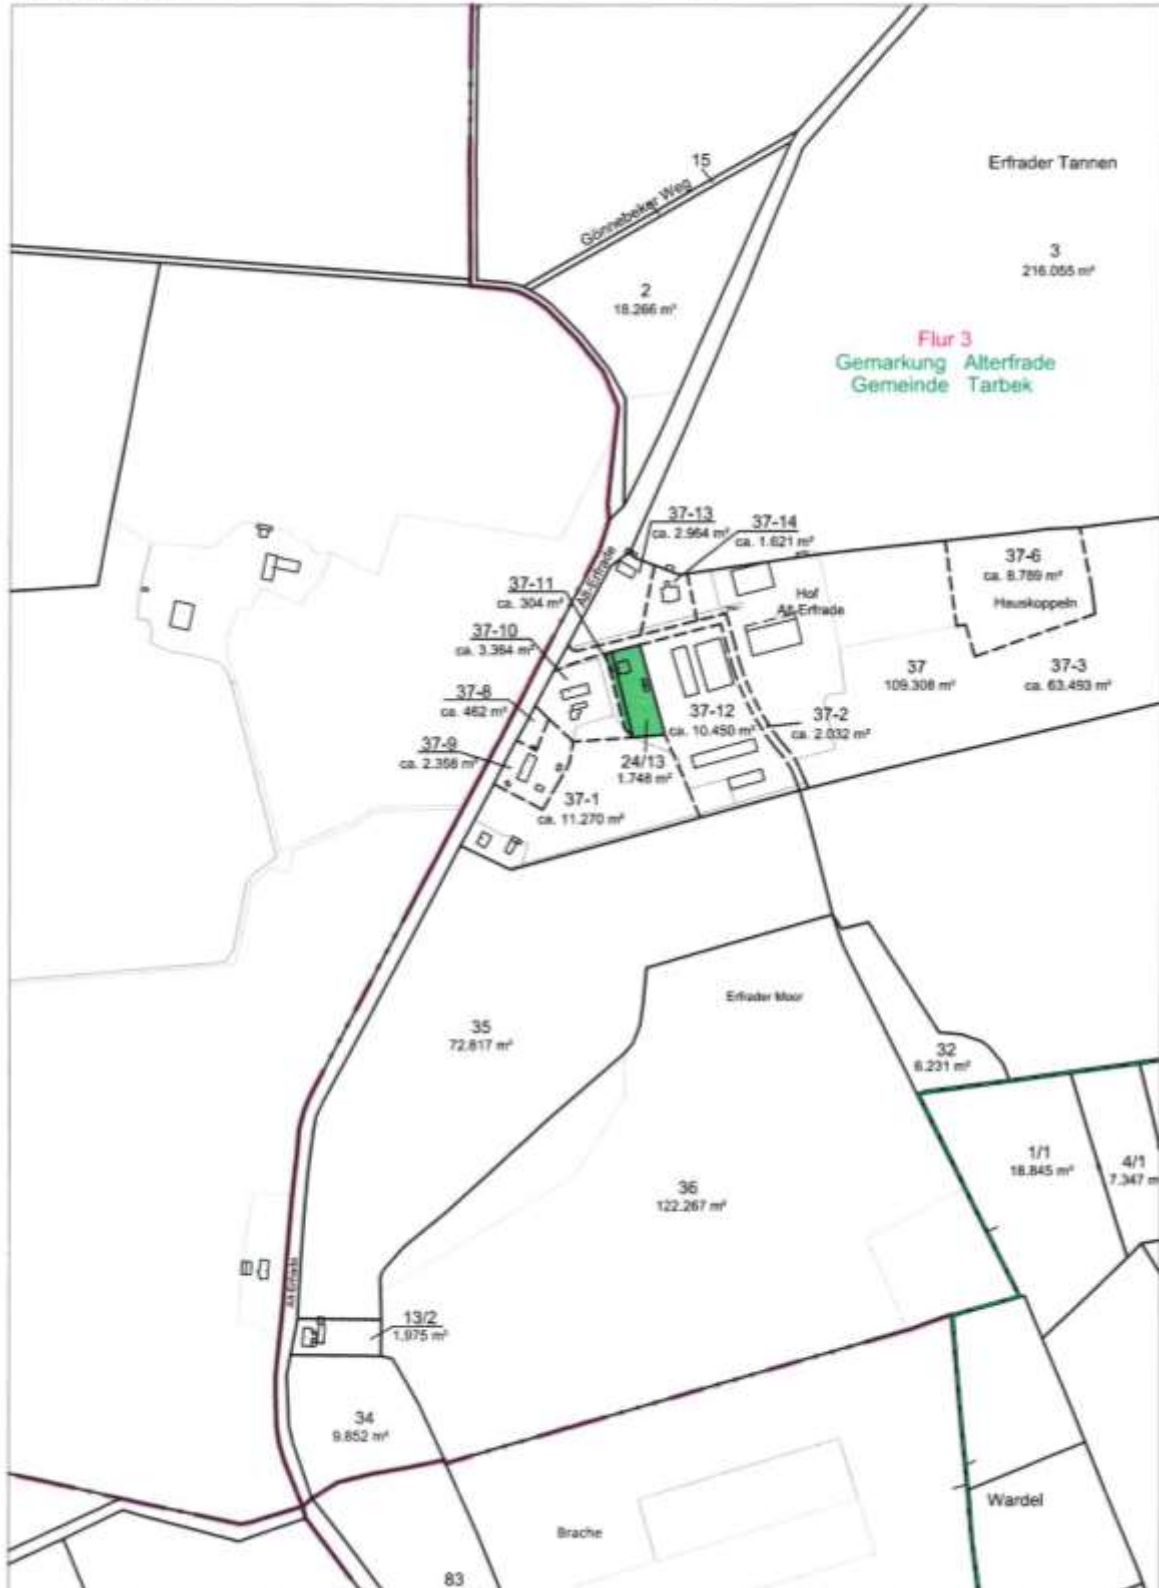 15
Gönnebeker Weg
Erfrader Tannen
3
216.055 m²
2
18.266 m²
Flur 3
Gemarkung Alterfrade
Gemeinde Tarbek
37-13
ca. 2.964 m²
37-14
ca. 1.621 m²
37-6
ca. 8.789 m²
Hauskoppeln
Alt-Erfrade
37-11
ca. 304 m²
Hof
Alt-Erfrade
37-10
ca. 3.364 m²
37
109.308 m²
37-3
ca. 63.493 m²
37-8
ca. 462 m²
37-12
ca. 10.450 m²
37-2
ca. 2.032 m²
37-9
ca. 2.358 m²
24/13
1.748 m²
37-1
ca. 11.270 m²
Erfrader Moor
35
72.817 m²
32
6.231 m²
1/1
18.845 m²
4/1
7.347 m
36
122.267 m²
Alt-Erfrade
13/2
1.975 m²
34
9.852 m²
Wardel
Brache
83